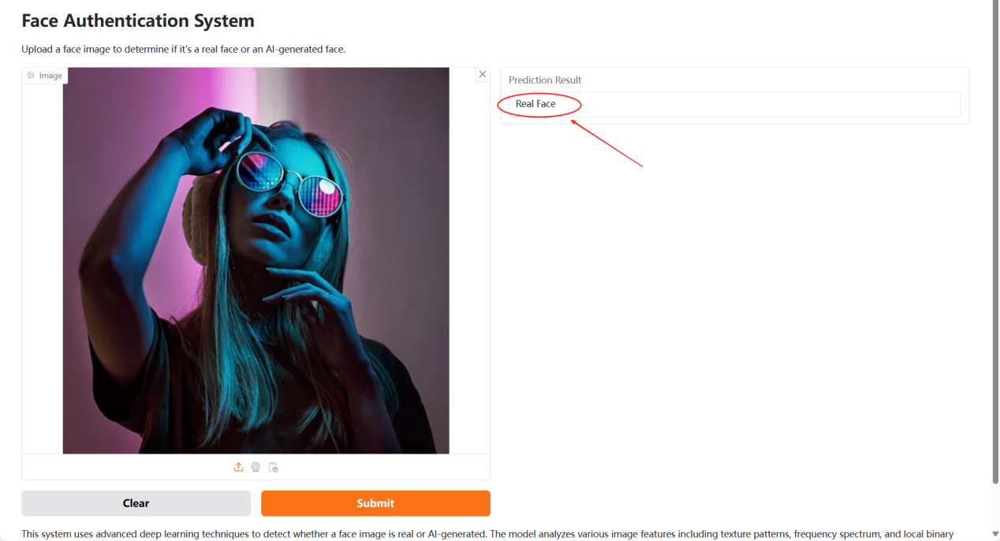 Face Authentication System
Upload a face image to determine if it's a real face or an AI-generated face.
image
Prediction Result
Real Face
Clear
Submit
This system uses advanced deep learning techniques to detect whether a face image is real or AI-generated. The model analyzes various image features including texture patterns, frequency spectrum, and local binary